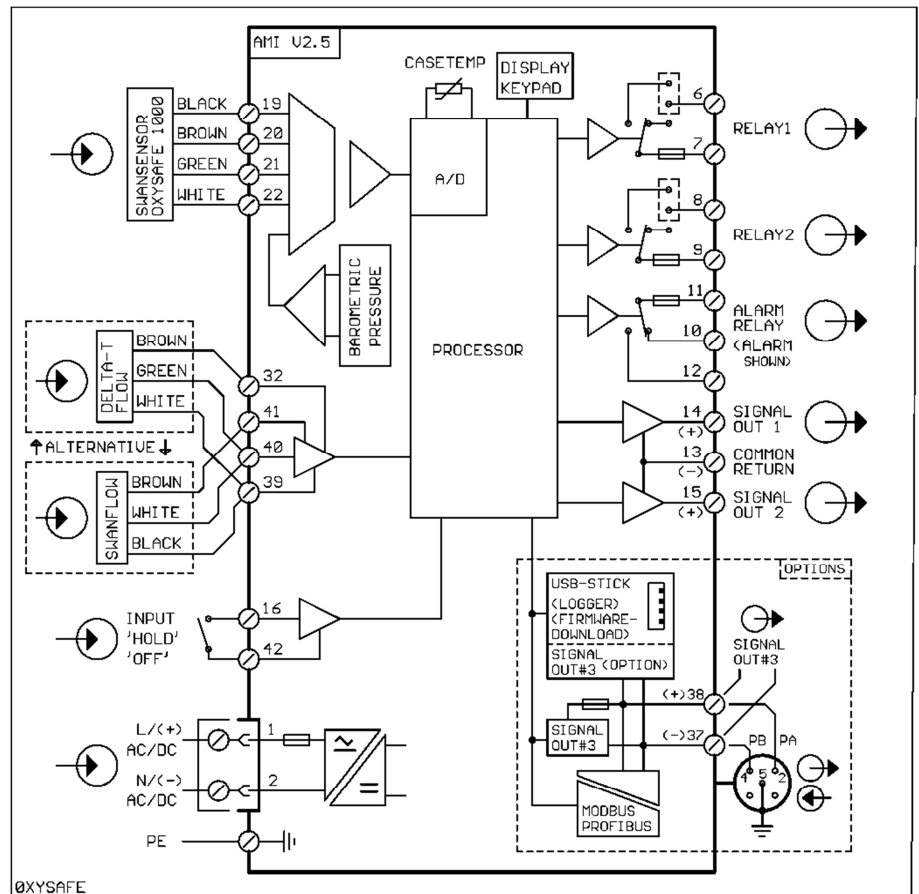 AMI V2.5
CASETEMP
DISPLAY
KEYPAD
A/D
PROCESSOR
SWANSENSOR
OXYSAFE 1000
BLACK 19
BROWN 20
GREEN 21
WHITE 22
BAROMETRIC
PRESSURE
DELTA-T
FLOW
BROWN
GREEN
WHITE
32
41
40
39
↑ALTERNATIVE↓
SWANFLOW
BROWN
WHITE
BLACK
INPUT
'HOLD'
'OFF'
16
42
L/(+)
AC/DC
1
N/(-)
AC/DC
2
PE
6
RELAY1
7
8
RELAY2
9
11
ALARM
RELAY
(ALARM
SHOWN)
10
12
14
(+)
SIGNAL
OUT 1
13
(-)
COMMON
RETURN
15
(+)
SIGNAL
OUT 2
OPTIONS
USB-STICK
(LOGGER)
(FIRMWARE-
DOWNLOAD)
SIGNAL
OUT#3 (OPTION)
SIGNAL
OUT#3
(+)38
SIGNAL
OUT#3
(-)37
PB PA
4 5 2
MODBUS
PROFIBUS
0XYSAFE